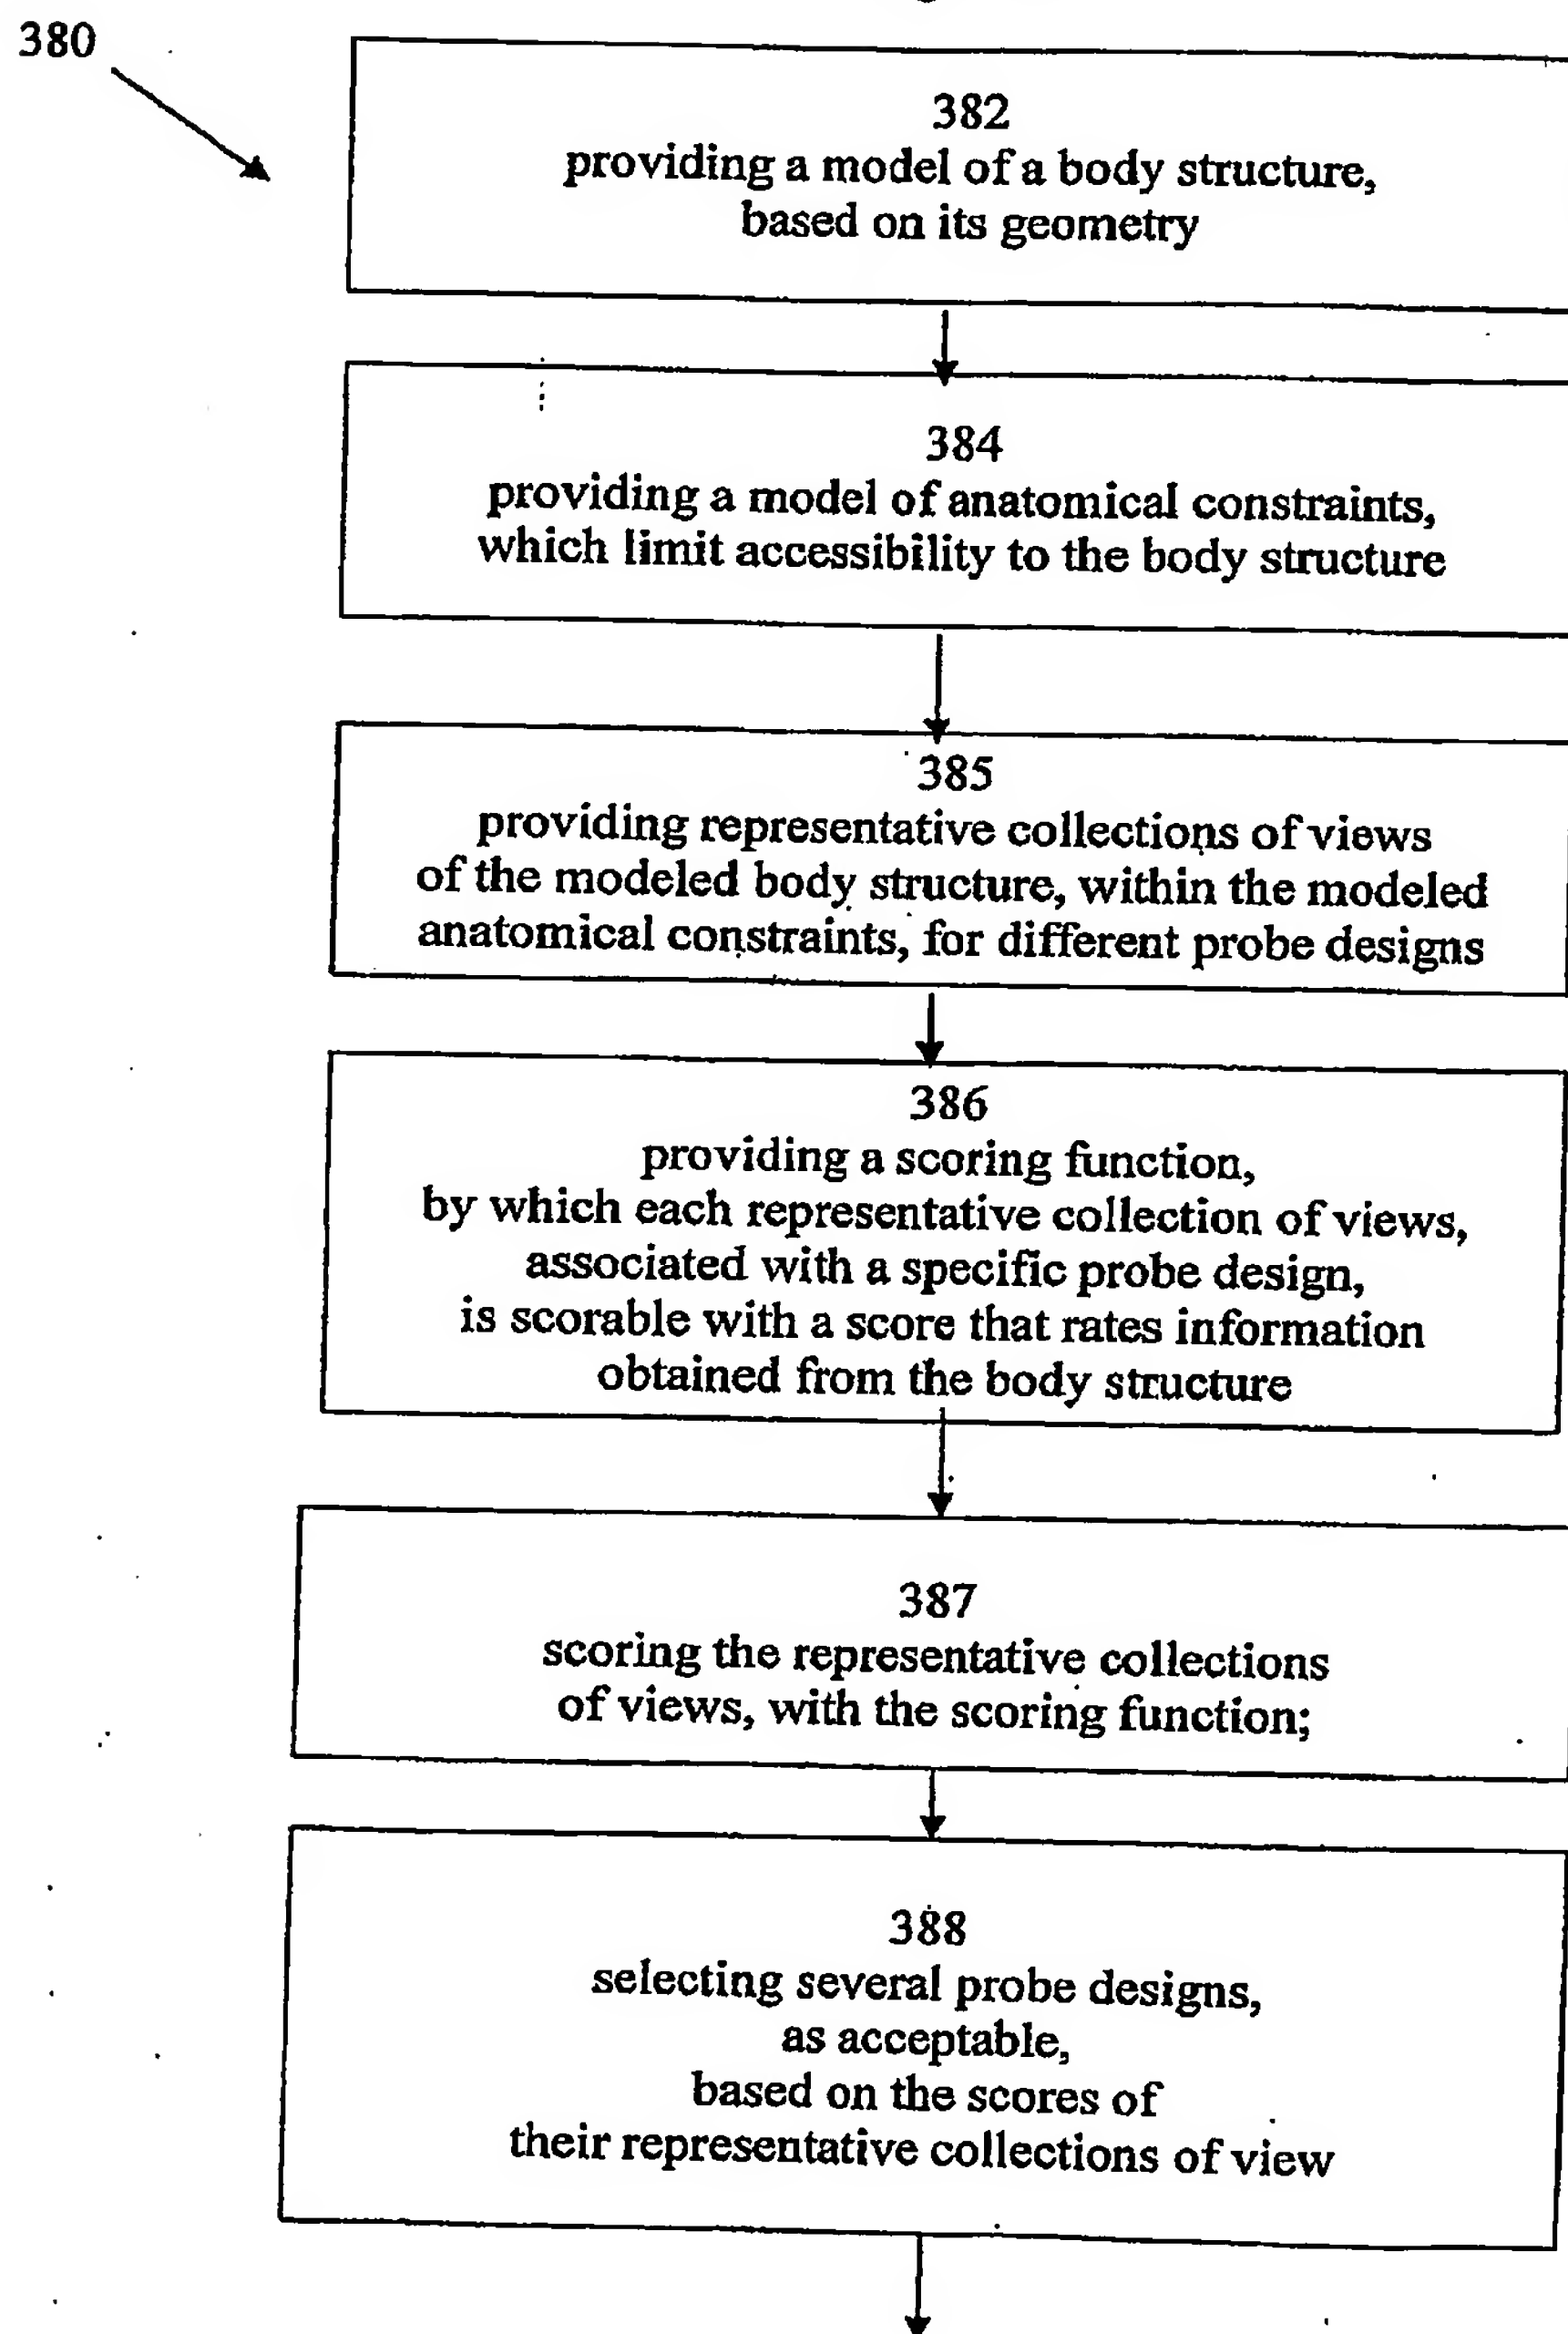 380
382
providing a model of a body structure,
based on its geometry
384
providing a model of anatomical constraints,
which limit accessibility to the body structure
385
providing representative collections of views
of the modeled body structure, within the modeled
anatomical constraints, for different probe designs
386
providing a scoring function,
by which each representative collection of views,
associated with a specific probe design,
is scorable with a score that rates information
obtained from the body structure
387
scoring the representative collections
of views, with the scoring function;
388
selecting several probe designs,
as acceptable,
based on the scores of
their representative collections of view